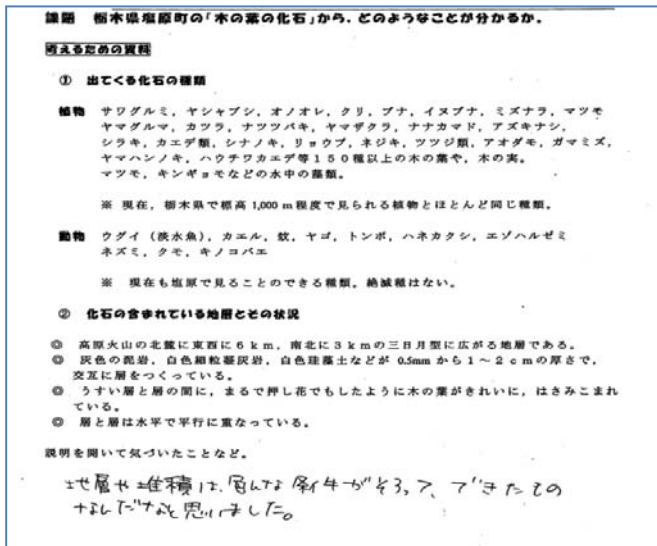 課題 栃木県塩原町の「木の葉の化石」から,どのようなことが分かるか.
考えるための資料
① 出てくる化石の種類
植物 サワグルミ,ヤシャブシ,オノオレ,クリ,ブナ,イヌブナ,ミズナラ,マツモ
ヤマグルマ,カツラ,ナツツバキ,ヤマザクラ,ナナカマド,アズキナシ,
シラキ,カエデ類,シナノキ,リョウブ,ネジキ,ツツジ類,アオダモ,ガマミズ,
ヤマハンノキ,ハウチワカエデ等150種以上の木の葉や,木の実。
マツモ,キンギョモなどの水中の藻類。
※ 現在,栃木県で標高1,000m程度で見られる植物とほとんど同じ種類。
動物 ウグイ(淡水魚),カエル,蚊,ヤゴ,トンボ,ハネカクシ,エゾハルゼミ
ネズミ,クモ,キノコバエ
※ 現在も塩原で見ることのできる種類。絶滅種はない。
② 化石の含まれている地層とその状況
◎ 高原火山の北麓に東西に6km,南北に3kmの三日月型に広がる地層である。
◎ 灰色の泥岩,白色細粒凝灰岩,白色珪藻土などが0.5mmから1~2cmの厚さで,
交互に層をつくっている。
◎ うすい層と層の間に,まるで押し花でもしたように木の葉がきれいに,はさみこまれ
ている。
◎ 層と層は水平で平行に重なっている。
説明を聞いて気づいたことなど。
地層や堆積は、色んな条件がそろって、できたもの
なんだなと思いました。